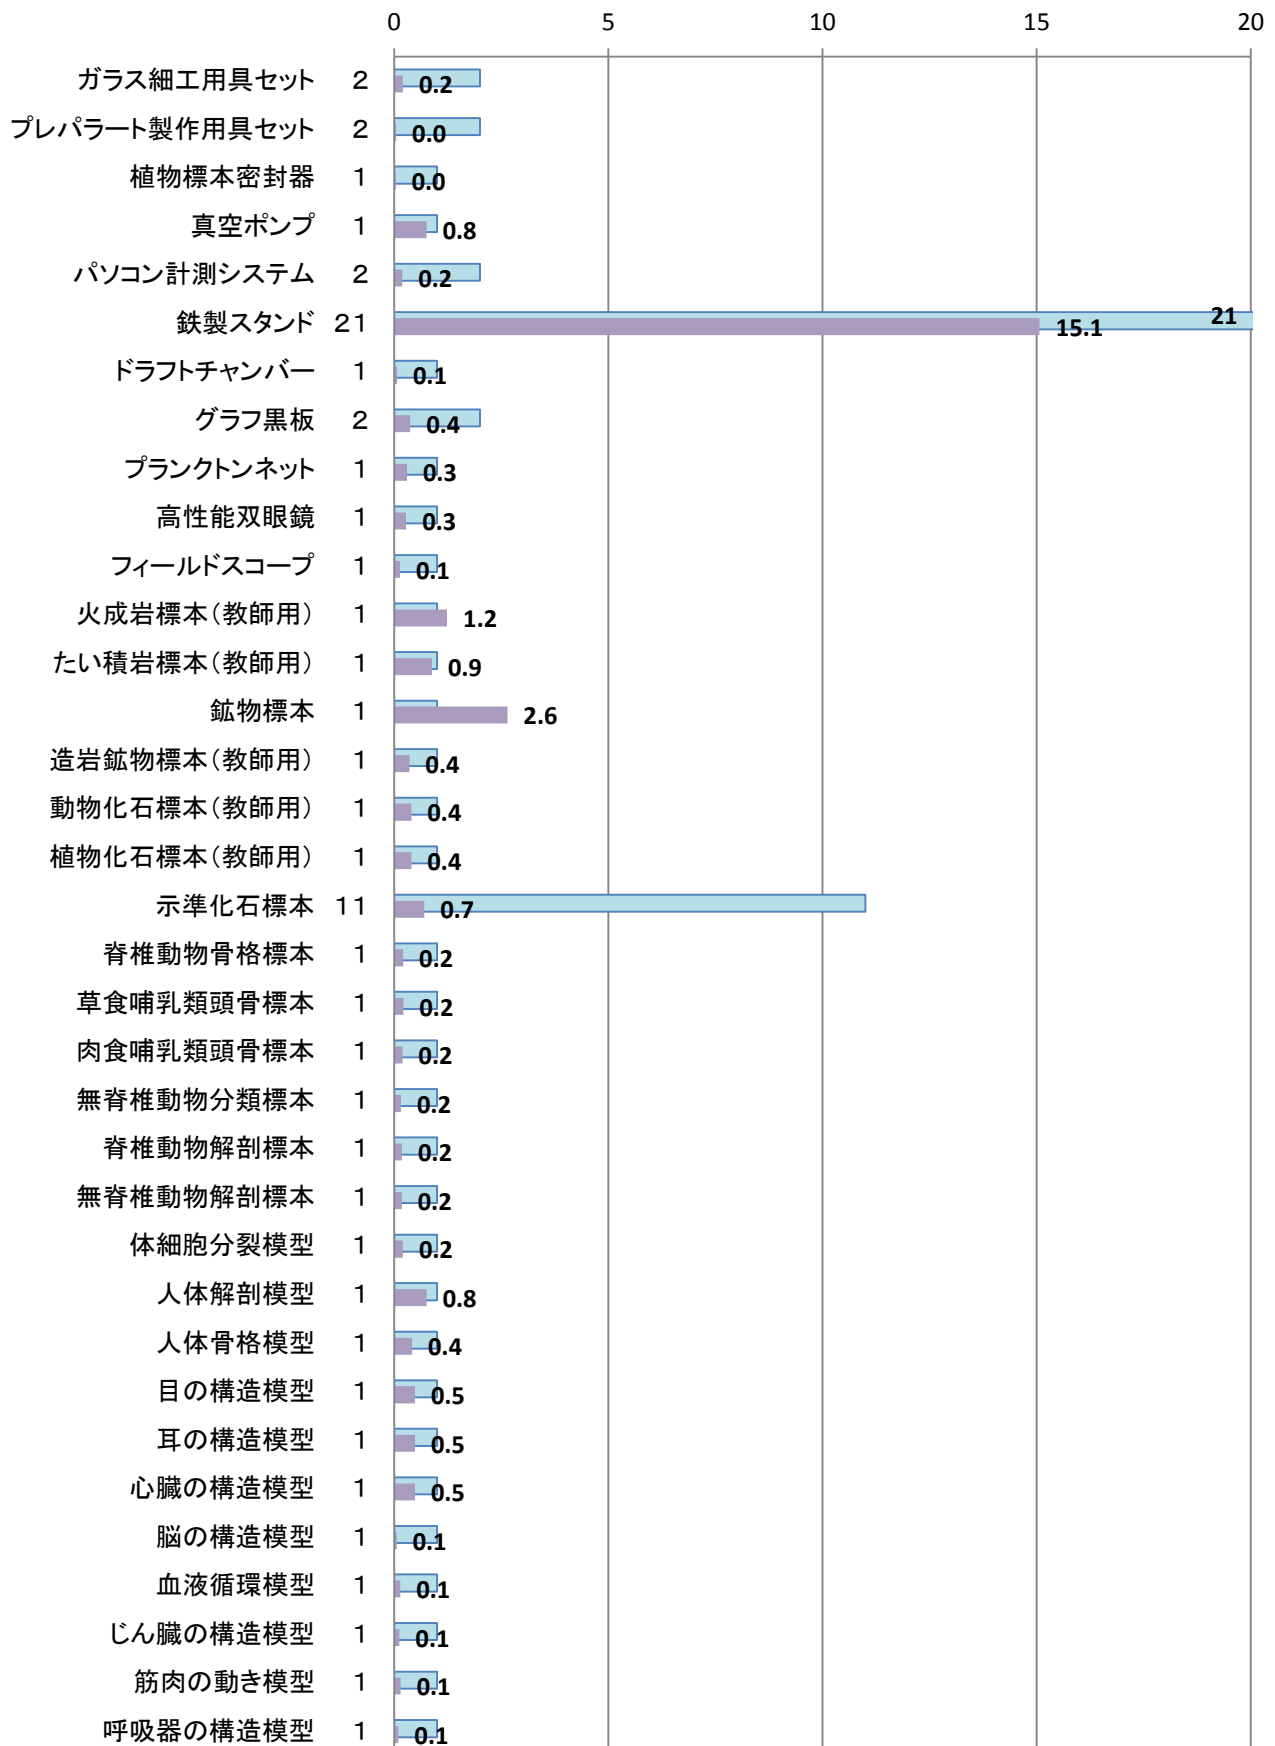 0 5 10 15 20
ガラス細工用具セット 2 0.2
プレパラート製作用具セット 2 0.0
植物標本密封器 1 0.0
真空ポンプ 1 0.8
パソコン計測システム 2 0.2
鉄製スタンド 21 15.1 21
ドラフトチャンバー 1 0.1
グラフ黒板 2 0.4
プランクトンネット 1 0.3
高性能双眼鏡 1 0.3
フィールドスコープ 1 0.1
火成岩標本（教師用） 1 1.2
たい積岩標本（教師用） 1 0.9
鉱物標本 1 2.6
造岩鉱物標本（教師用） 1 0.4
動物化石標本（教師用） 1 0.4
植物化石標本（教師用） 1 0.4
示準化石標本 11 0.7
脊椎動物骨格標本 1 0.2
草食哺乳類頭骨標本 1 0.2
肉食哺乳類頭骨標本 1 0.2
無脊椎動物分類標本 1 0.2
脊椎動物解剖標本 1 0.2
無脊椎動物解剖標本 1 0.2
体細胞分裂模型 1 0.2
人体解剖模型 1 0.8
人体骨格模型 1 0.4
目の構造模型 1 0.5
耳の構造模型 1 0.5
心臓の構造模型 1 0.5
脳の構造模型 1 0.1
血液循環模型 1 0.1
じん臓の構造模型 1 0.1
筋肉の動き模型 1 0.1
呼吸器の構造模型 1 0.1